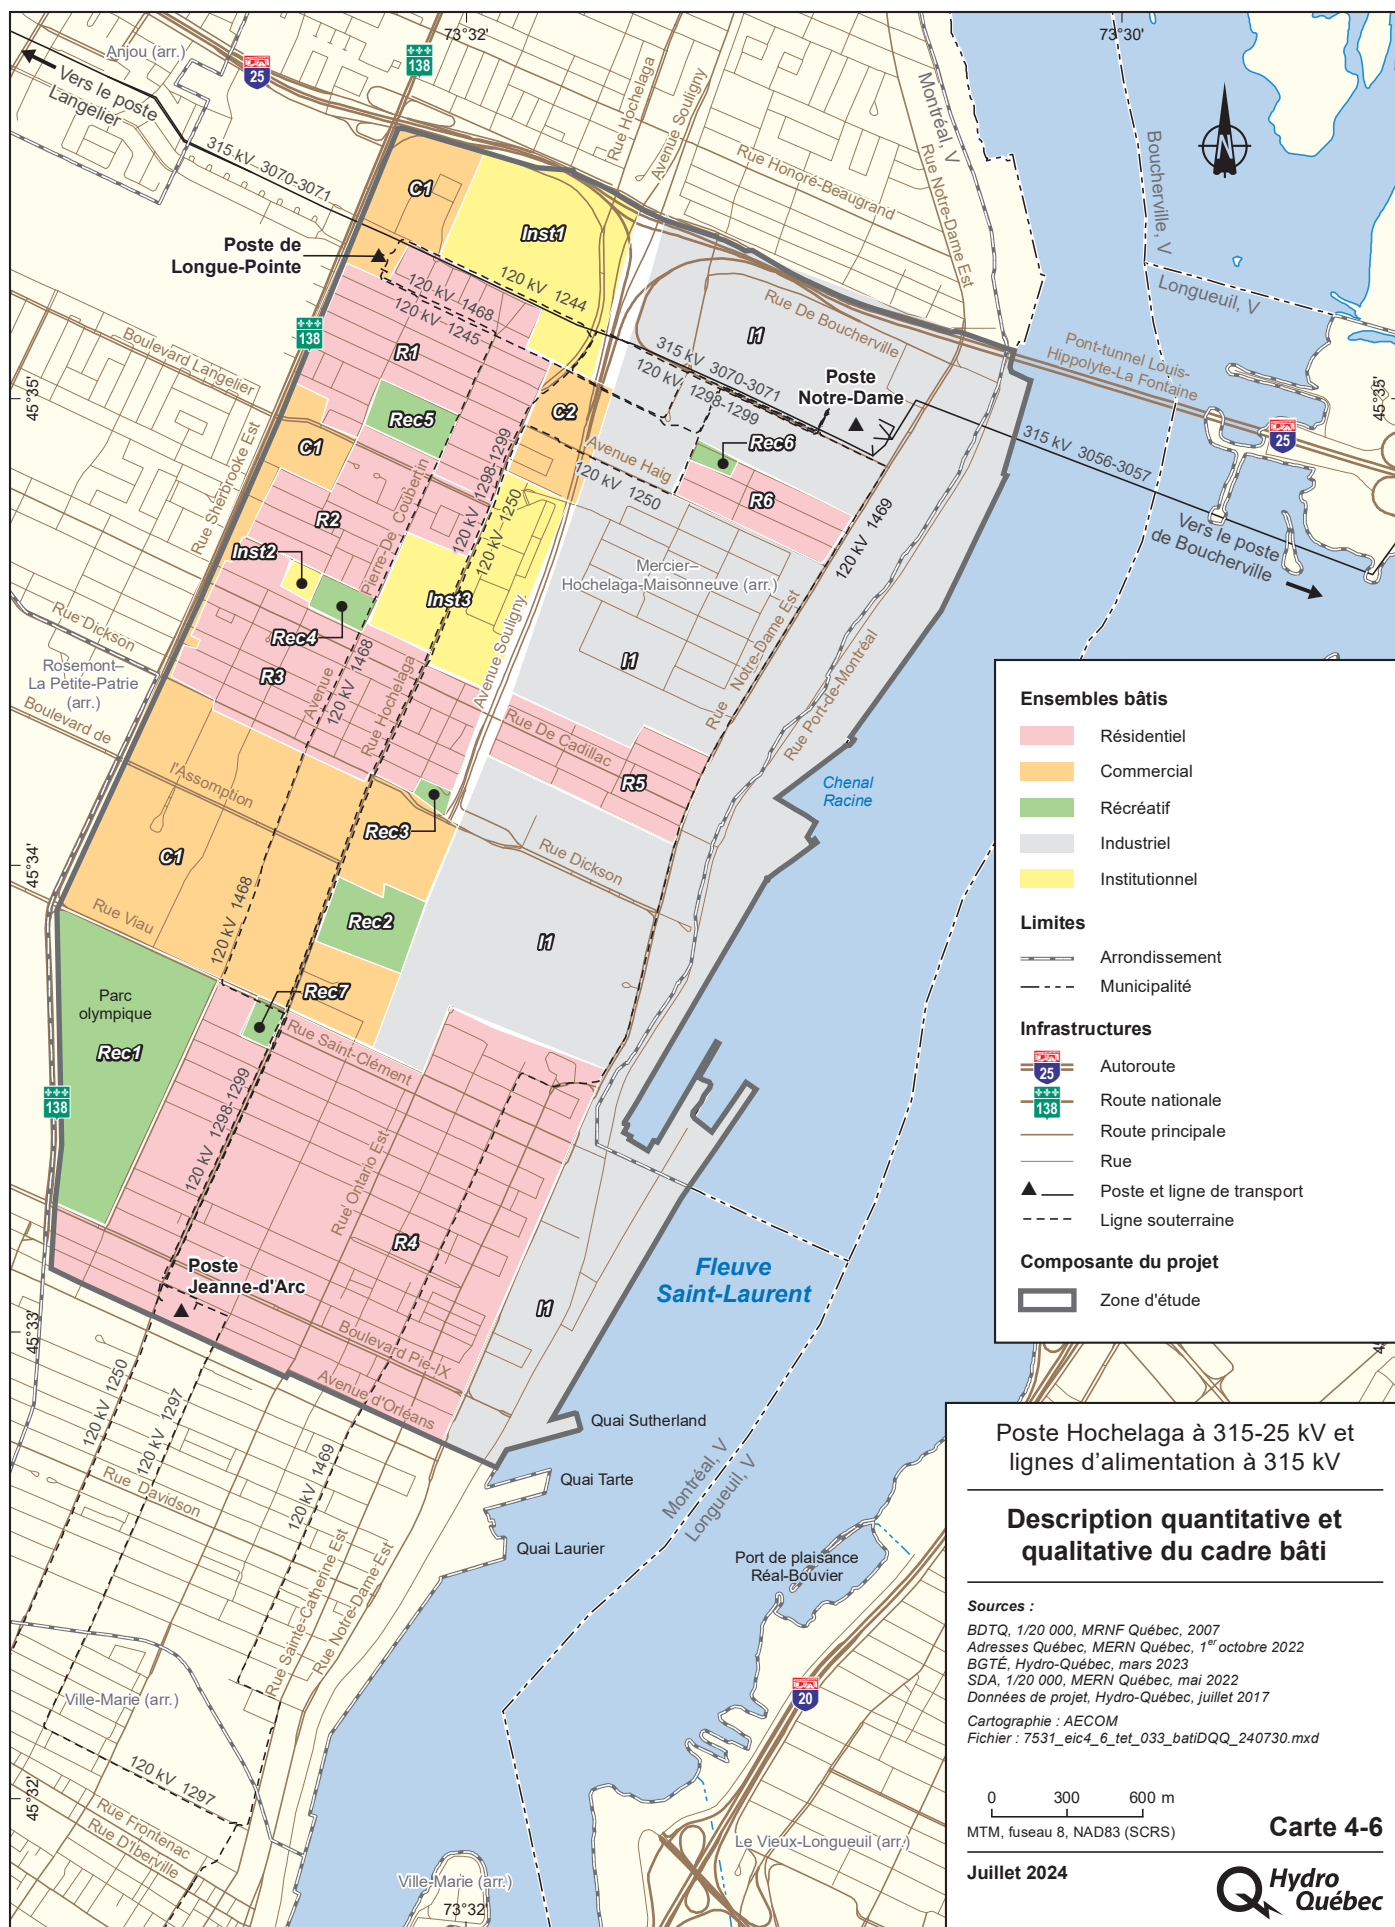 73°32'
73°30'
Anjou (arr.)
25
138
Vers le poste
Langelier
315 kV 3070-3071
Rue Hochelaga
Avenue Souligny
Rue Honoré-Beaugrand
Montréal, V
Rue Notre-Dame Est
Boucherville, V
Longueuil, V
N
C1
Inst1
Poste de
Longue-Pointe
120 kV 1244
120 kV 1468
120 kV 1245
138
Boulevard Langelier
R1
Rec5
C2
I1
Rue De Boucherville
315 kV 3070-3071
120 kV 1298-1299
Poste
Notre-Dame
Pont-tunnel Louis-
Hippolyte-La Fontaine
25
45°35'
45°35'
Rec6
Avenue Haig
120 kV 1250
R6
120 kV 1469
315 kV 3056-3057
Vers le poste
de Boucherville
C1
Rue Sherbrooke Est
R2
Pierre-De Coubertin
120 kV 1298-1299
120 kV 1250
Inst2
Inst3
Rec4
Mercier–
Hochelaga-Maisonneuve (arr.)
Rue Dickson
Rosemont–
La Petite-Patrie
(arr.)
Boulevard de
l'Assomption
R3
Avenue
120 kV 1468
Rue Hochelaga
Avenue Souligny
I1
Rue
Notre-Dame Est
Rue Port-de-Montréal
Rue De Cadillac
R5
Chenal
Racine
Rec3
C1
Rue Dickson
45°34'
120 kV 1468
Rue Viau
Rec2
I1
Parc
olympique
Rec1
Rec7
Rue Saint-Clément
138
120 kV 1298-1299
Rue Ontario Est
R4
Poste
Jeanne-d'Arc
Fleuve
Saint-Laurent
I1
45°33'
Boulevard Pie-IX
Avenue d'Orléans
120 kV 1250
120 kV 1297
120 kV 1469
Rue Davidson
Quai Sutherland
Quai Tarte
Quai Laurier
Montréal, V
Longueuil, V
Port de plaisance
Réal-Bouvier
Rue Sainte-Catherine Est
Rue Notre-Dame Est
Ville-Marie (arr.)
20
45°32'
120 kV 1297
Rue Frontenac
Rue D'Iberville
Ville-Marie (arr.)
Le Vieux-Longueuil (arr.)
73°32'
Ensembles bâtis
Résidentiel
Commercial
Récréatif
Industriel
Institutionnel
Limites
Arrondissement
Municipalité
Infrastructures
25
Autoroute
138
Route nationale
Route principale
Rue
Poste et ligne de transport
Ligne souterraine
Composante du projet
Zone d'étude
Poste Hochelaga à 315-25 kV et
lignes d'alimentation à 315 kV
Description quantitative et
qualitative du cadre bâti
Sources :
BDTQ, 1/20 000, MRNF Québec, 2007
Adresses Québec, MERN Québec, 1er octobre 2022
BGTÉ, Hydro-Québec, mars 2023
SDA, 1/20 000, MERN Québec, mai 2022
Données de projet, Hydro-Québec, juillet 2017
Cartographie : AECOM
Fichier : 7531_eic4_6_tet_033_batiDQQ_240730.mxd
0 300 600 m
MTM, fuseau 8, NAD83 (SCRS)
Carte 4-6
Juillet 2024
Hydro
Québec